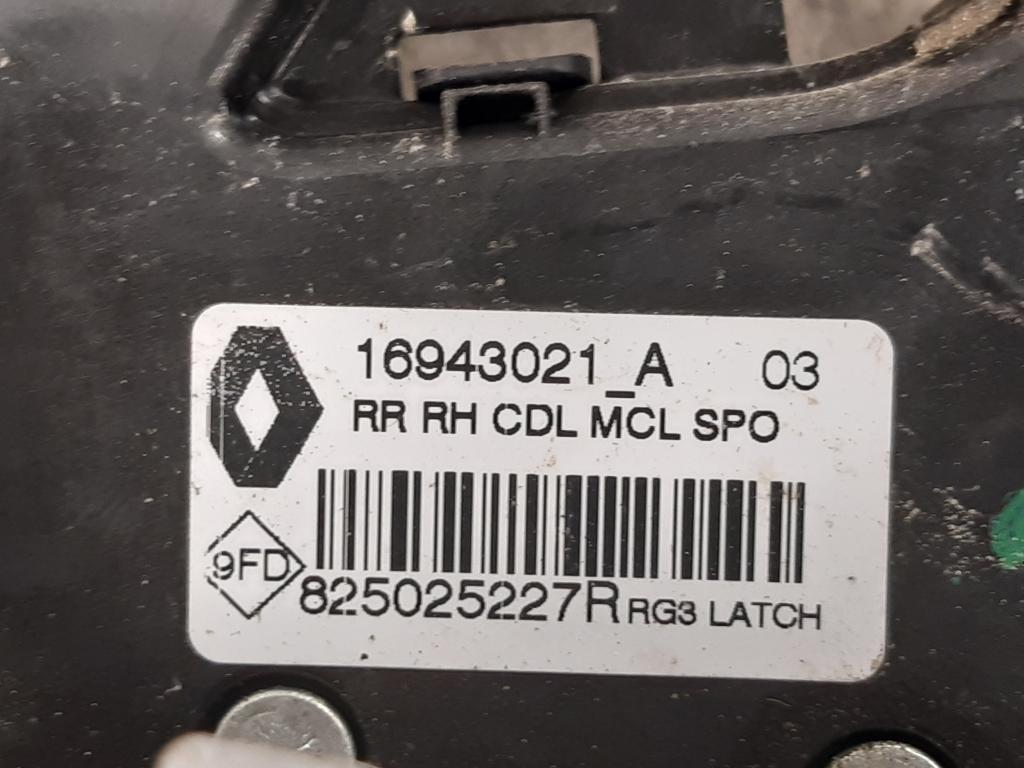 16943021_A 03
RR RH CDL MCL SPO
9FD
825025227R RG3 LATCH